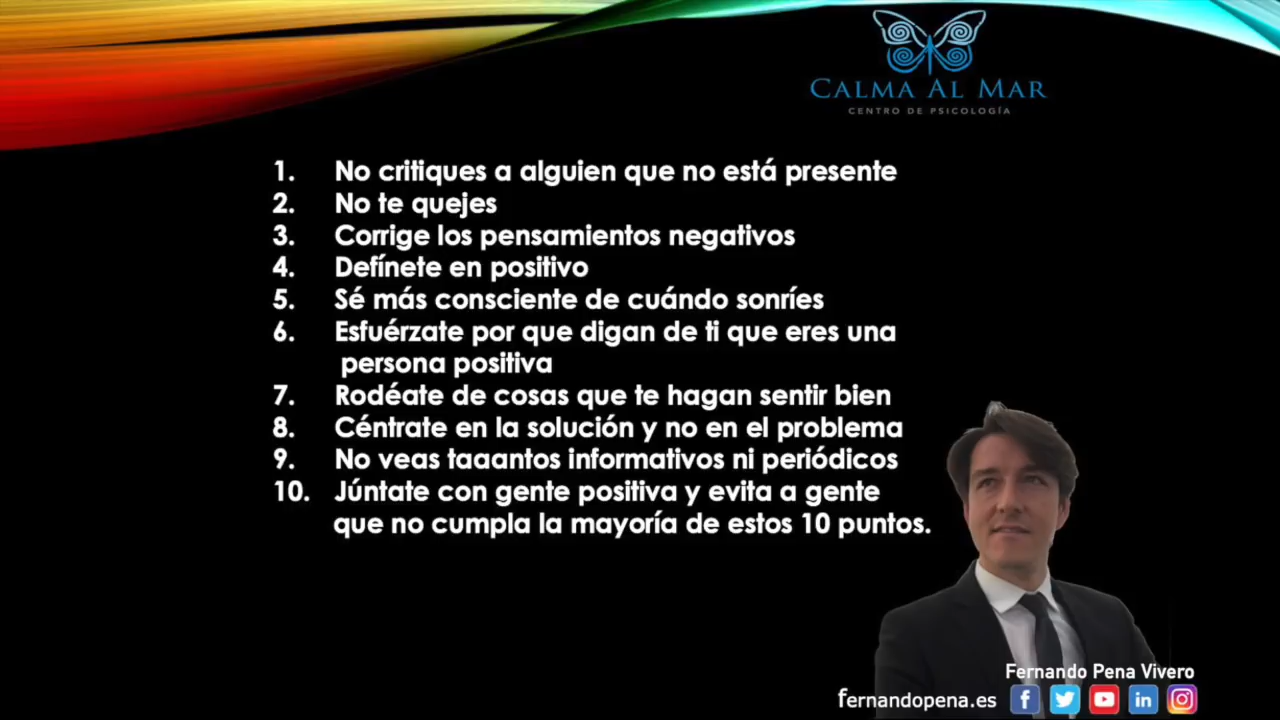 CALMA AL MAR
CENTRO DE PSICOLOGÍA
1. No critiques a alguien que no está presente
2. No te quejes
3. Corrige los pensamientos negativos
4. Defínete en positivo
5. Sé más consciente de cuándo sonríes
6. Esfuérzate por que digan de ti que eres una
persona positiva
7. Rodéate de cosas que te hagan sentir bien
8. Céntrate en la solución y no en el problema
9. No veas taaantos informativos ni periódicos
10. Júntate con gente positiva y evita a gente
que no cumpla la mayoría de estos 10 puntos.
Fernando Pena Vivero
fernandopena.es